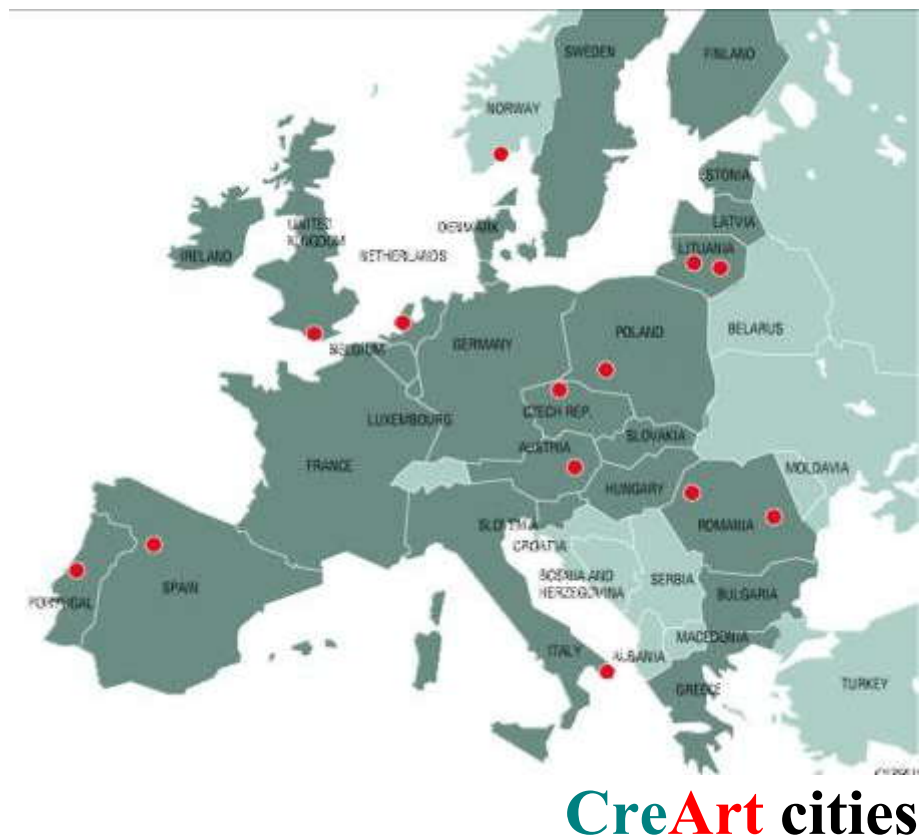 SWEDEN
FINLAND
NORWAY
ESTONIA
UNITED
KINGDOM
DENMARK
LATVIA
IRELAND
NETHERLANDS
LITUANIA
BELARUS
POLAND
BELGIUM
GERMANY
LUXEMBOURG
CZECH REP.
SLOVAKIA
AUSTRIA
FRANCE
MOLDAVIA
HUNGARY
SLOVENIA
ROMANIA
CROATIA
BOSNIA AND
HERZEGOVINA
SERBIA
SPAIN
PORTUGAL
BULGARIA
MACEDONIA
ITALY
ALBANIA
GREECE
TURKEY
CreArt cities